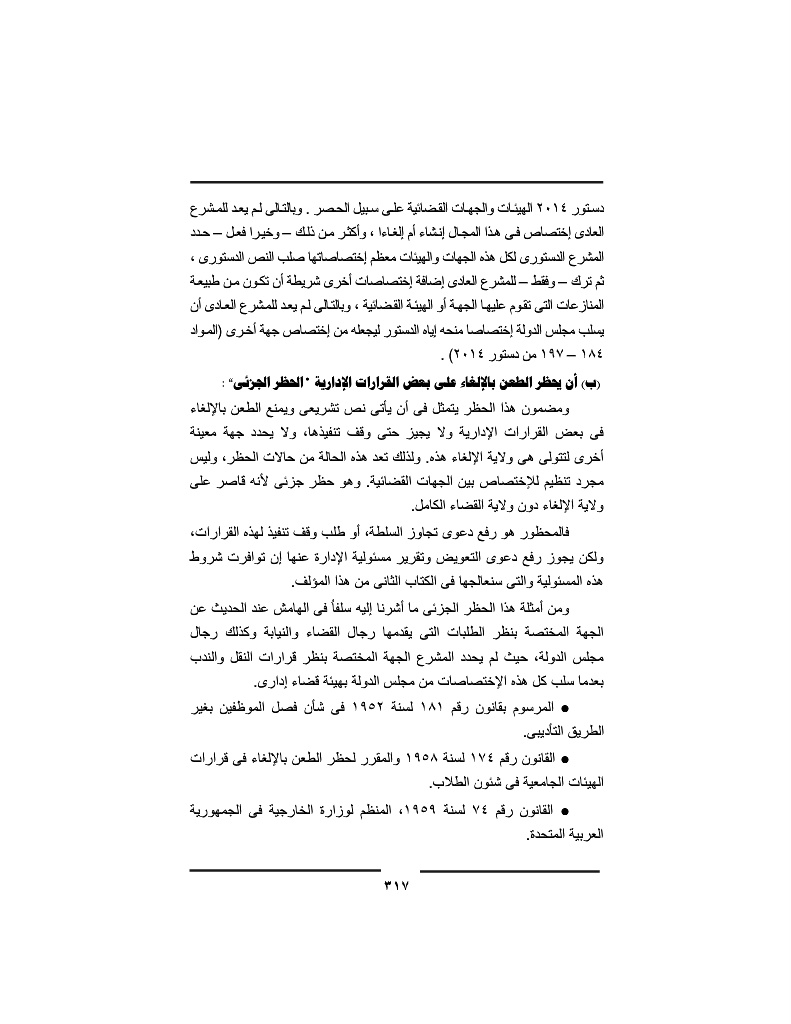 دستور ٢٠١٤ الهيئات والجهات القضائية على سبيل الحصر . وبالتالى لم يعد للمشرع
العادى إختصاص فى هذا المجال إنشاء أم إلغاءا ، وأكثر من ذلك – وخيرا فعل – حدد
المشرع الدستورى لكل هذه الجهات والهيئات معظم إختصاصاتها صلب النص الدستورى ،
ثم ترك – وفقط – للمشرع العادى إضافة إختصاصات أخرى شريطة أن تكون من طبيعة
المنازعات التى تقوم عليها الجهة أو الهيئة القضائية ، وبالتالى لم يعد للمشرع العادى أن
يسلب مجلس الدولة إختصاصا منحه إياه الدستور ليجعله من إختصاص جهة أخرى (المواد
١٨٤ – ١٩٧ من دستور ٢٠١٤) .
(ب) أن يحظر الطعن بالإلغاء على بعض القرارات الإدارية "الحظر الجزئى" :
ومضمون هذا الحظر يتمثل فى أن يأتى نص تشريعى ويمنع الطعن بالإلغاء
فى بعض القرارات الإدارية ولا يجيز حتى وقف تنفيذها، ولا يحدد جهة معينة
أخرى لتتولى هى ولاية الإلغاء هذه. ولذلك تعد هذه الحالة من حالات الحظر، وليس
مجرد تنظيم للإختصاص بين الجهات القضائية. وهو حظر جزئى لأنه قاصر على
ولاية الإلغاء دون ولاية القضاء الكامل.
فالمحظور هو رفع دعوى تجاوز السلطة، أو طلب وقف تنفيذ لهذه القرارات،
ولكن يجوز رفع دعوى التعويض وتقرير مسئولية الإدارة عنها إن توافرت شروط
هذه المسئولية والتى سنعالجها فى الكتاب الثانى من هذا المؤلف.
ومن أمثلة هذا الحظر الجزئى ما أشرنا إليه سلفاً فى الهامش عند الحديث عن
الجهة المختصة بنظر الطلبات التى يقدمها رجال القضاء والنيابة وكذلك رجال
مجلس الدولة، حيث لم يحدد المشرع الجهة المختصة بنظر قرارات النقل والندب
بعدما سلب كل هذه الإختصاصات من مجلس الدولة بهيئة قضاء إدارى.
● المرسوم بقانون رقم ١٨١ لسنة ١٩٥٢ فى شأن فصل الموظفين بغير
الطريق التأديبى.
● القانون رقم ١٧٤ لسنة ١٩٥٨ والمقرر لحظر الطعن بالإلغاء فى قرارات
الهيئات الجامعية فى شئون الطلاب.
● القانون رقم ٧٤ لسنة ١٩٥٩، المنظم لوزارة الخارجية فى الجمهورية
العربية المتحدة.
٣١٧